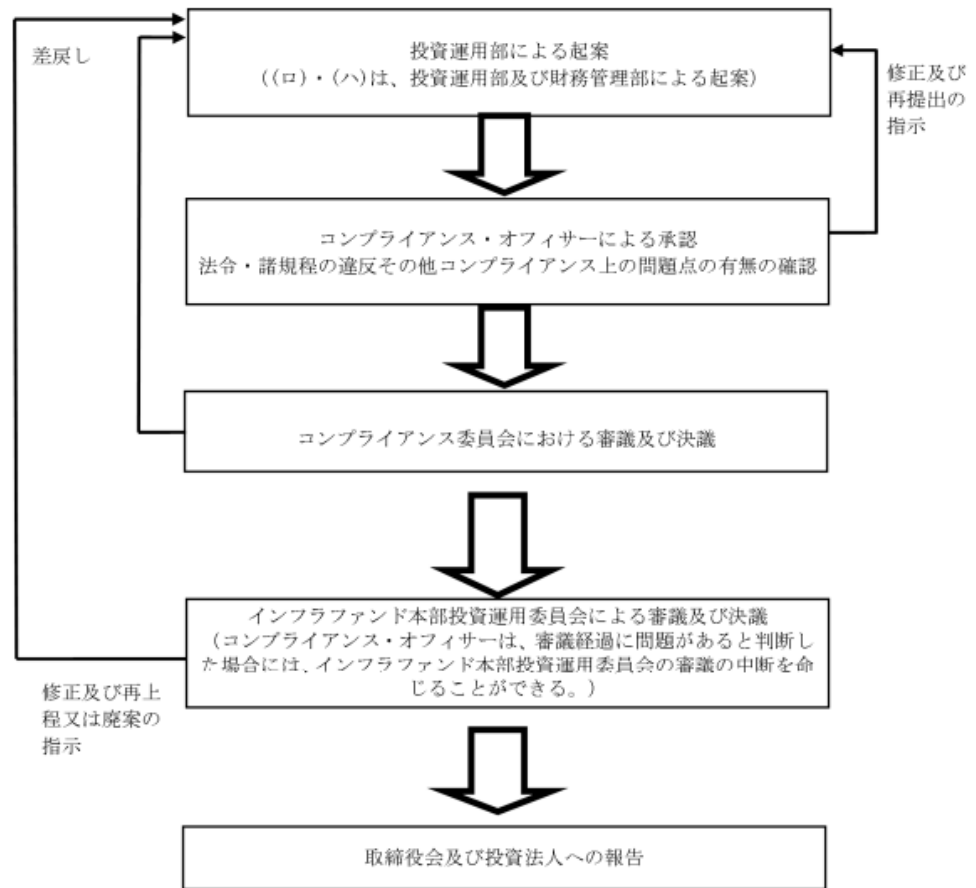 差戻し
投資運用部による起案
((ロ)・(ハ)は、投資運用部及び財務管理部による起案)
修正及び
再提出の
指示
コンプライアンス・オフィサーによる承認
法令・諸規程の違反その他コンプライアンス上の問題点の有無の確認
コンプライアンス委員会における審議及び決議
インフラファンド本部投資運用委員会による審議及び決議
(コンプライアンス・オフィサーは、審議経過に問題があると判断し
た場合には、インフラファンド本部投資運用委員会の審議の中断を命
じることができる。)
修正及び再上
程又は廃案の
指示
取締役会及び投資法人への報告